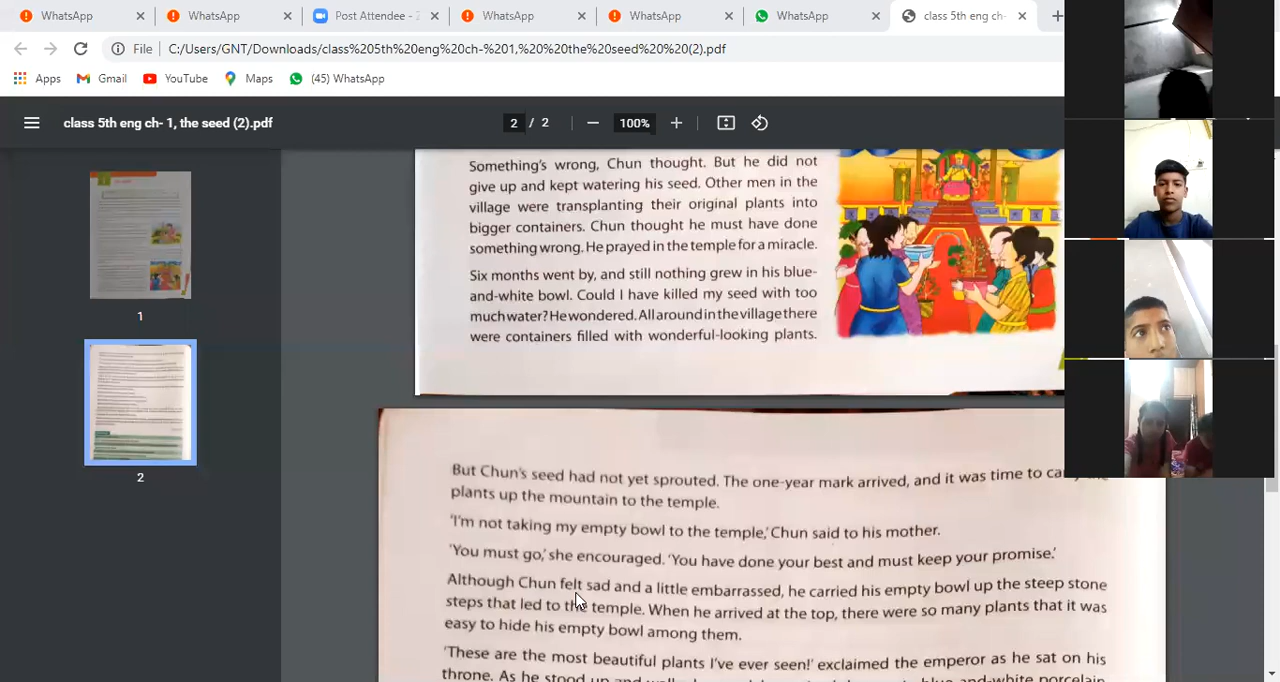 WhatsApp
WhatsApp
Post Attendee -
WhatsApp
WhatsApp
WhatsApp
class 5th eng ch-
File
C:/Users/GNT/Downloads/class%205th%20eng%20ch-%201,%20%20the%20seed%20%20(2).pdf
Apps
Gmail
YouTube
Maps
(45) WhatsApp
class 5th eng ch- 1, the seed (2).pdf
2 / 2
100%
1
2
Something's wrong, Chun thought. But he did not
give up and kept watering his seed. Other men in the
village were transplanting their original plants into
bigger containers. Chun thought he must have done
something wrong. He prayed in the temple for a miracle.
Six months went by, and still nothing grew in his blue-
and-white bowl. Could I have killed my seed with too
much water? He wondered. All around in the village there
were containers filled with wonderful-looking plants.
But Chun's seed had not yet sprouted. The one-year mark arrived, and it was time to
plants up the mountain to the temple.
'I'm not taking my empty bowl to the temple,' Chun said to his mother.
'You must go,' she encouraged. 'You have done your best and must keep your promise.'
Although Chun felt sad and a little embarrassed, he carried his empty bowl up the steep stone
steps that led to the temple. When he arrived at the top, there were so many plants that it was
easy to hide his empty bowl among them.
'These are the most beautiful plants I've ever seen!' exclaimed the emperor as he sat on his
throne. As he stood up and